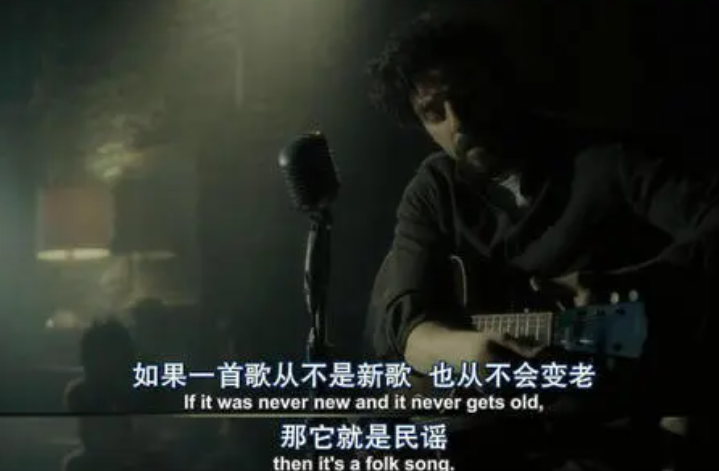 如果一首歌从不是新歌 也从不会变老
If it was never new and it never gets old,
那它就是民谣
then it's a folk song.